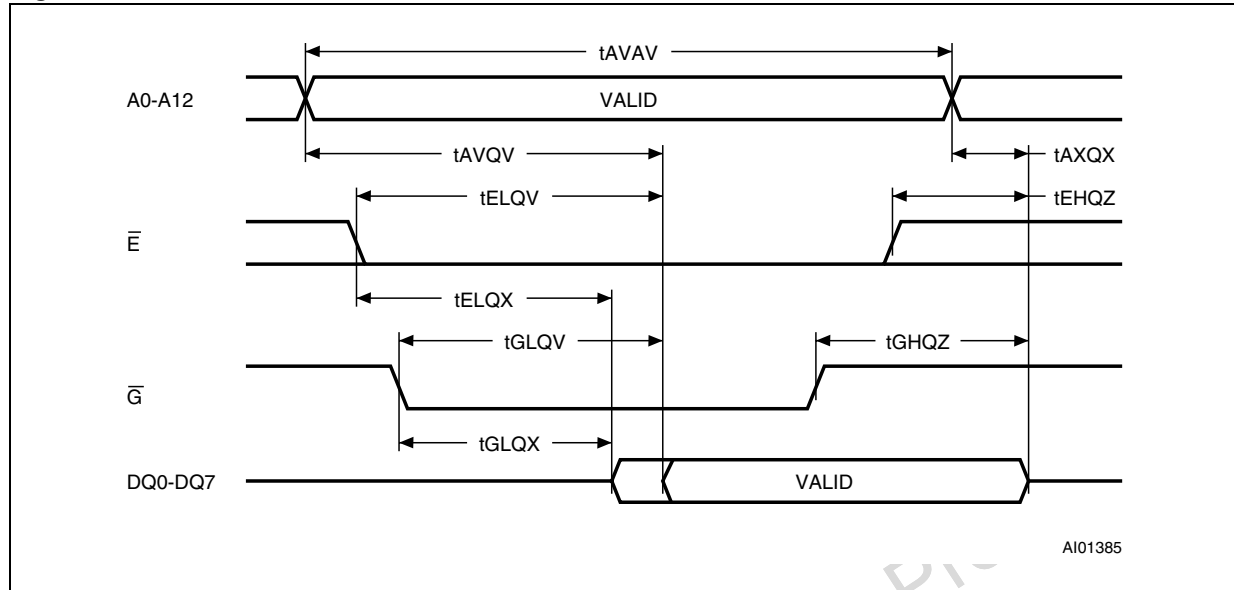 tAVAV
A0-A12 VALID
tAVQV tAXQX
tELQV tEHQZ
E̅
tELQX
tGLQV tGHQZ
G̅
tGLQX
DQ0-DQ7 VALID
AI01385